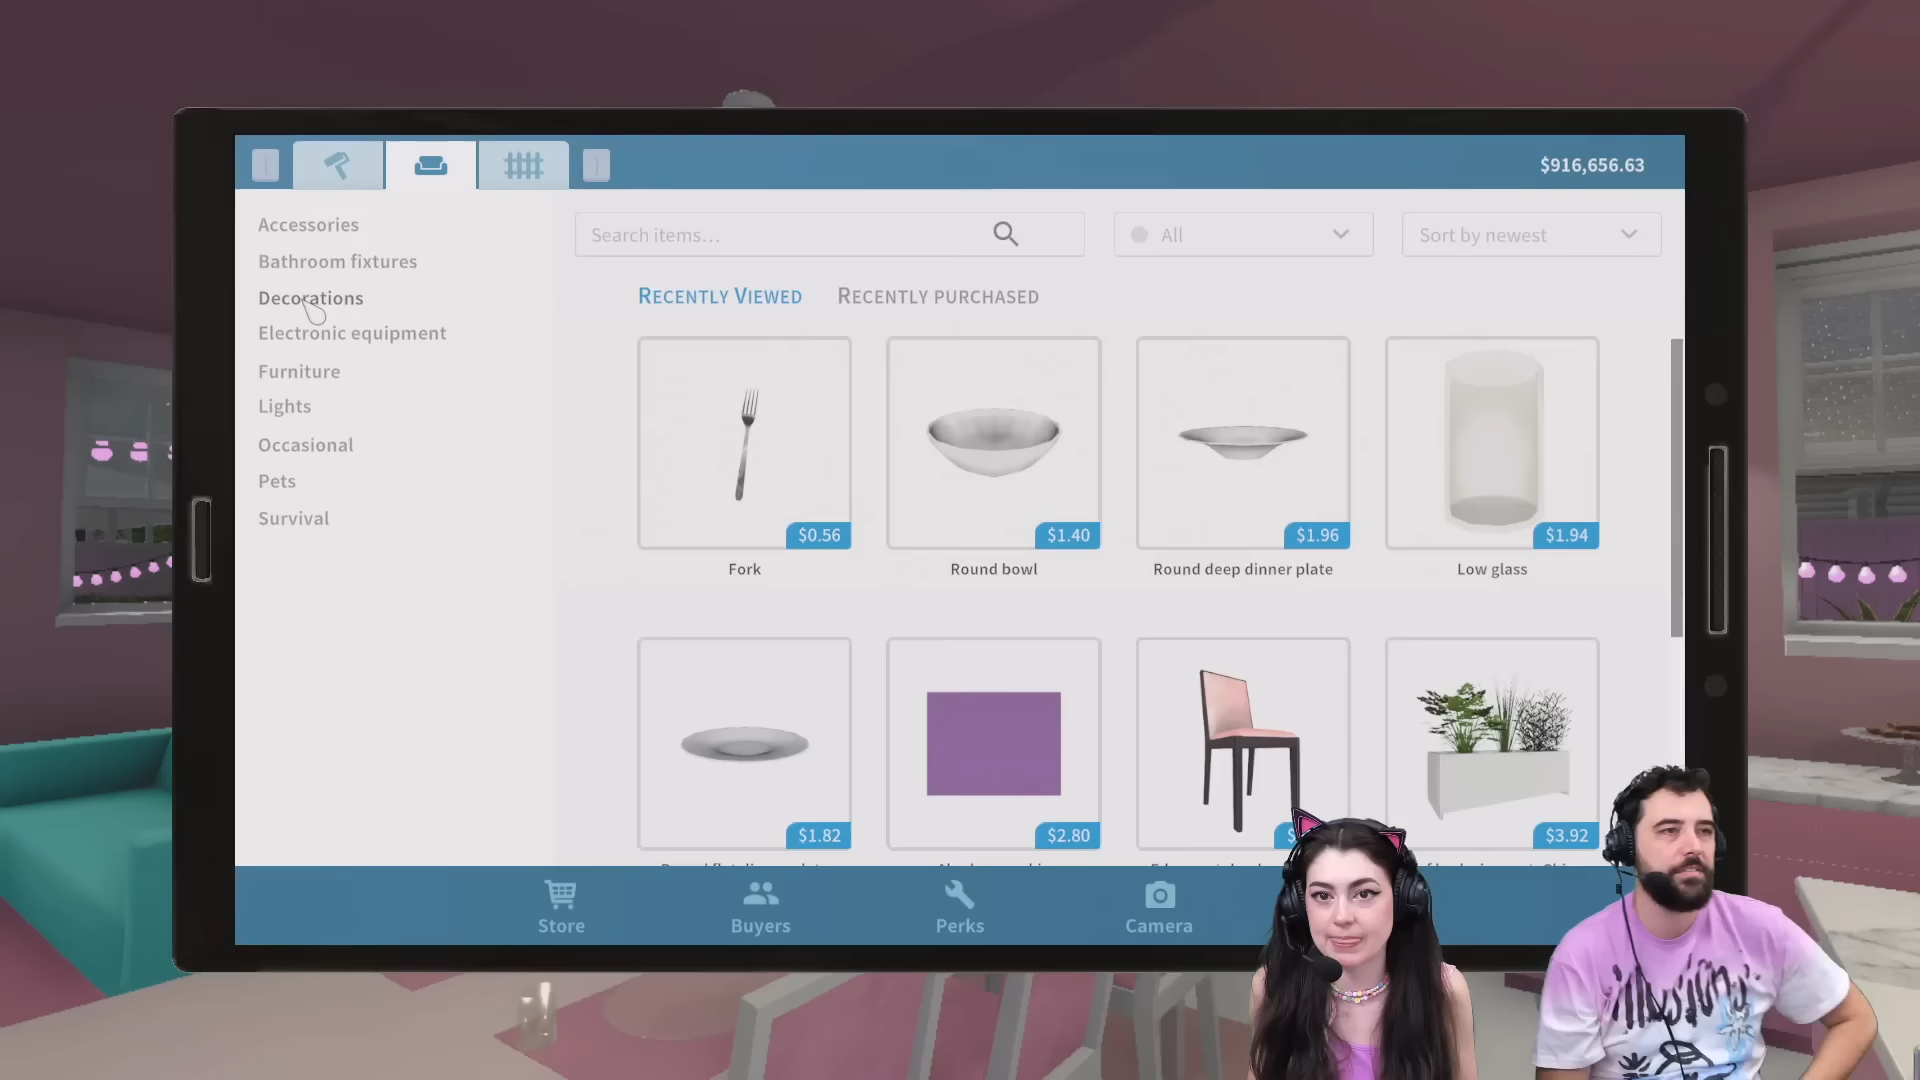 $916,656.63
Accessories
Bathroom fixtures
Decorations
Electronic equipment
Furniture
Lights
Occasional
Pets
Survival
Search items...
All
Sort by newest
RECENTLY VIEWED
RECENTLY PURCHASED
$0.56
$1.40
$1.96
$1.94
Fork
Round bowl
Round deep dinner plate
Low glass
$1.82
$2.80
$3.92
Store
Buyers
Perks
Camera